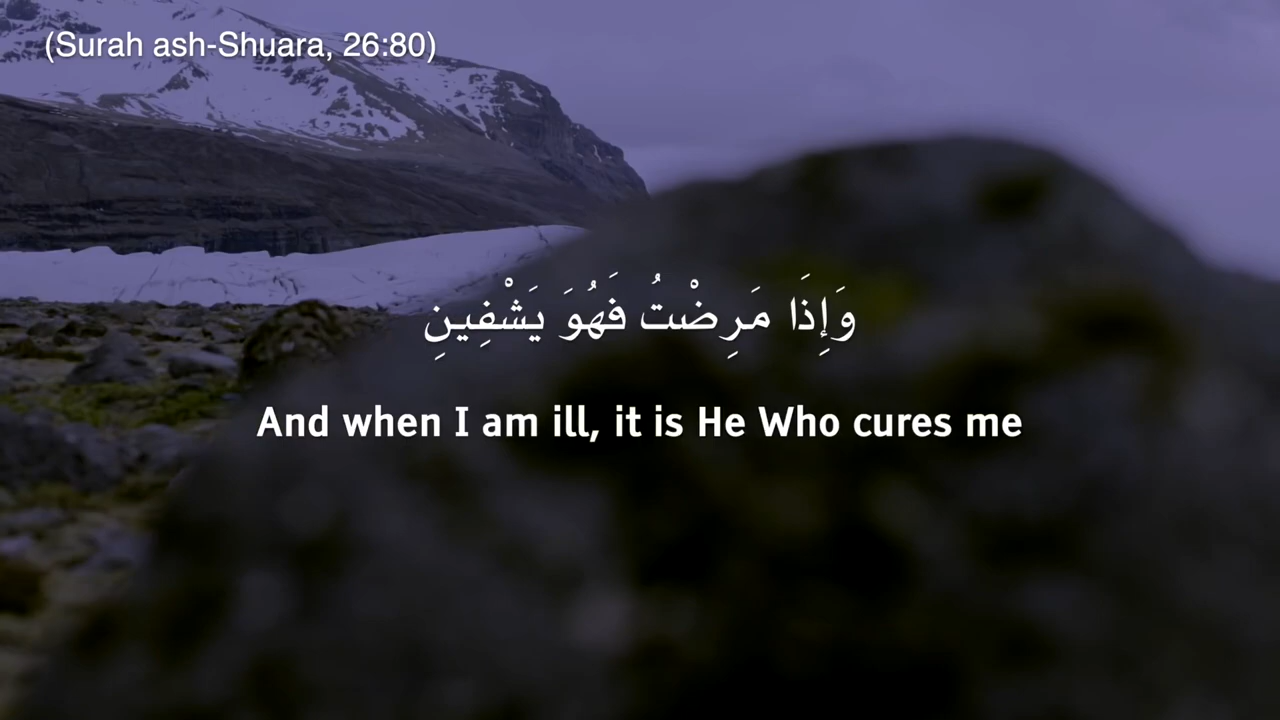 (Surah ash-Shuara, 26:80)
وَإِذَا مَرِضْتُ فَهُوَ يَشْفِينِ
And when I am ill, it is He Who cures me